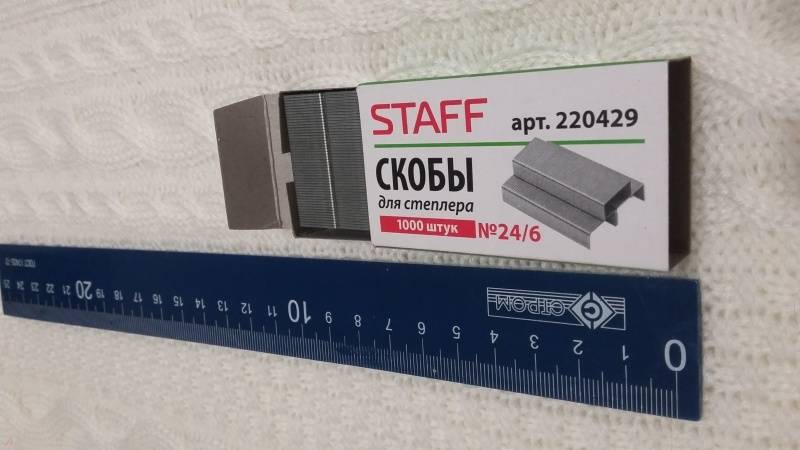 STAFF
арт. 220429
СКОБЫ
для степлера
1000 штук
№24/6
СТРОМ
0 1 2 3 4 5 6 7 8 9 10 11 12 13 14 15 16 17 18 19 20 21 22 23 24 25